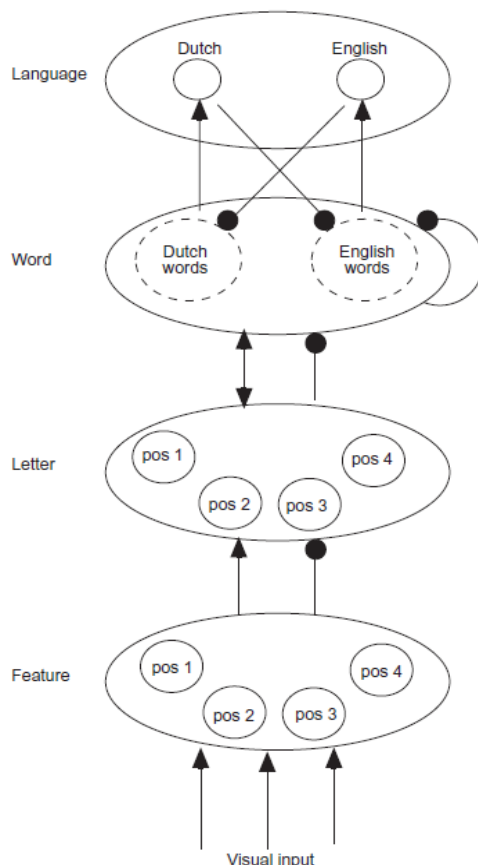 Dutch English
Language
Word
Dutch words
English words
Letter
pos 1
pos 4
pos 2
pos 3
Feature
pos 1
pos 4
pos 2
pos 3
Visual input